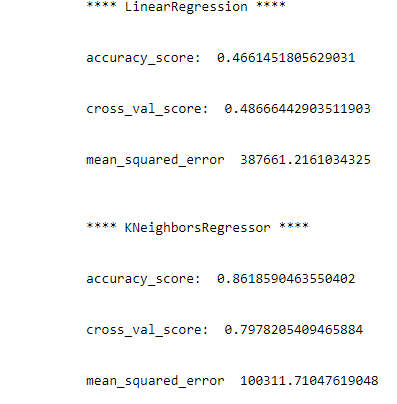 **** LinearRegression ****
accuracy_score:  0.4661451805629031
cross_val_score:  0.48666442903511903
mean_squared_error  387661.2161034325
**** KNeighborsRegressor ****
accuracy_score:  0.8618590463550402
cross_val_score:  0.7978205409465884
mean_squared_error  100311.71047619048